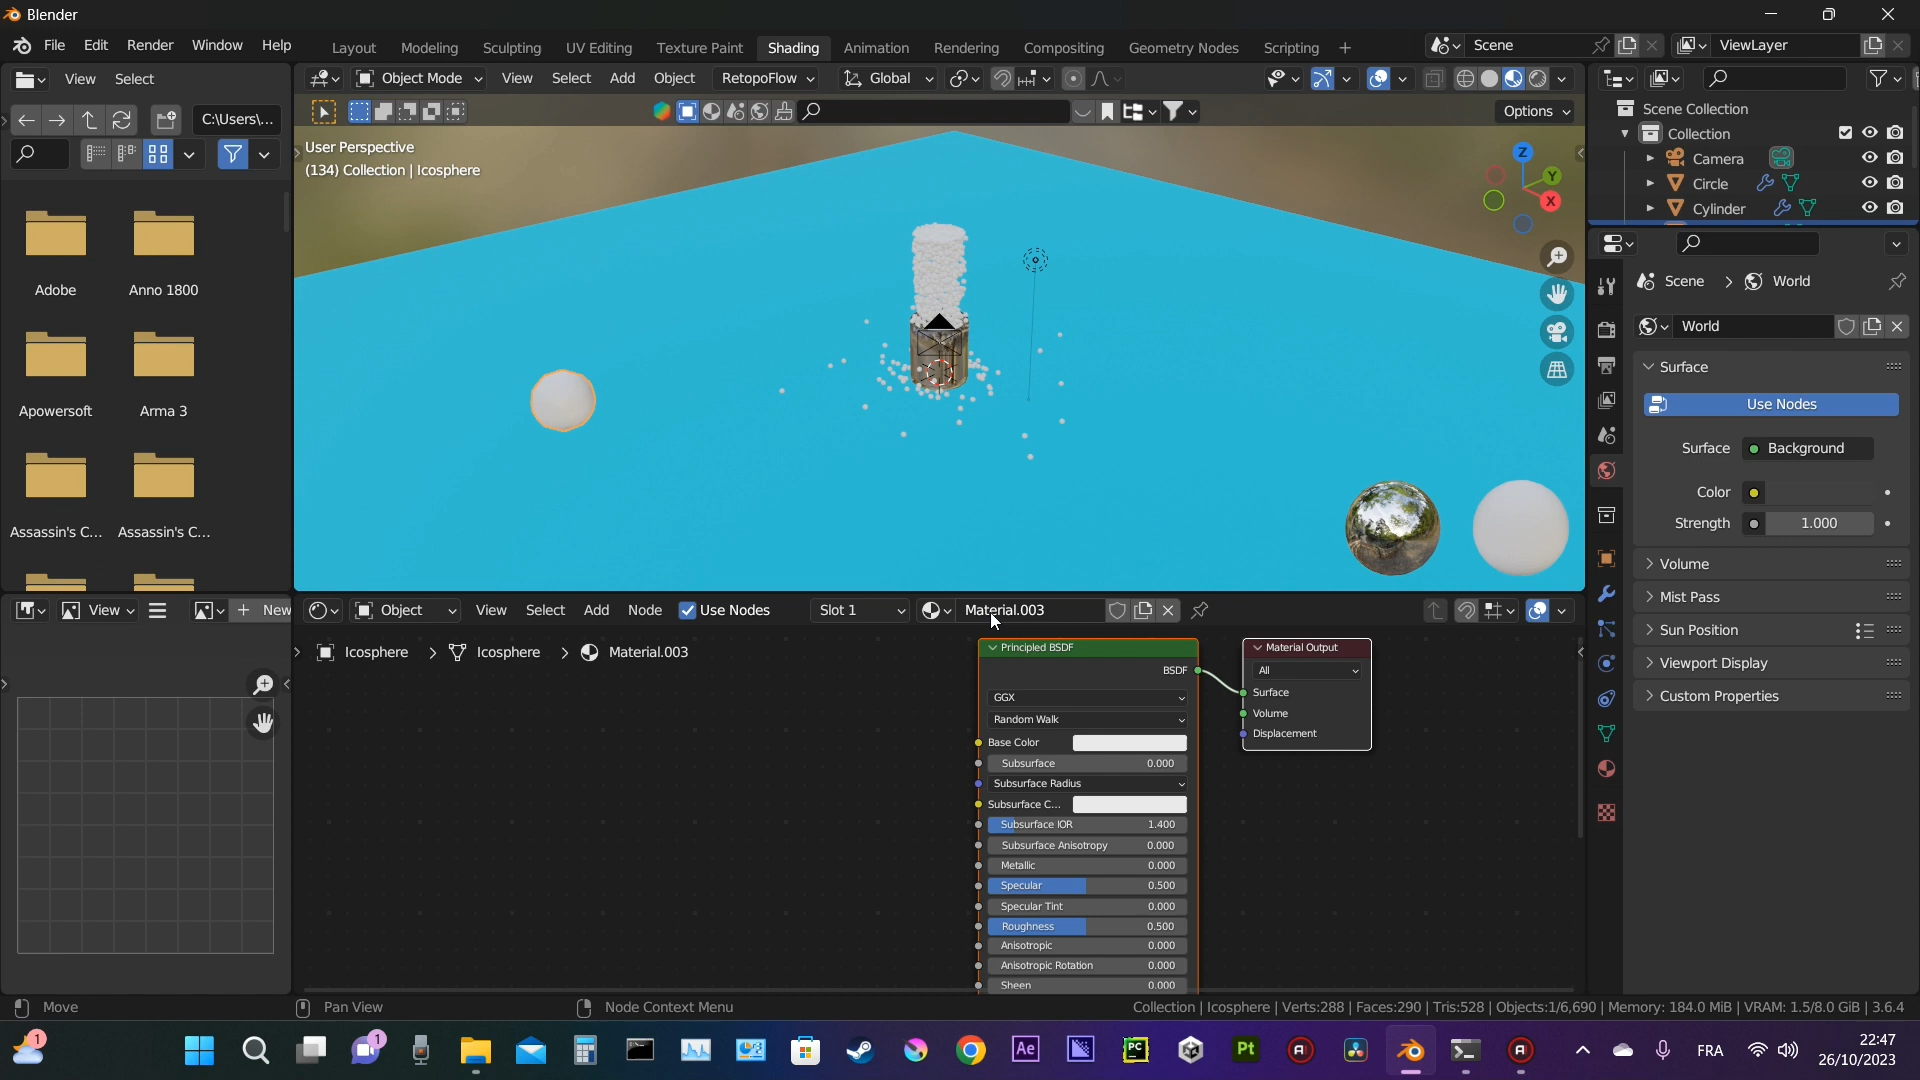 Blender
File Edit Render Window Help
Layout Modeling Sculpting UV Editing Texture Paint Shading Animation Rendering Compositing Geometry Nodes Scripting +
Scene
ViewLayer
View Select
C:\Users\...
Object Mode View Select Add Object RetopoFlow Global
Options
User Perspective
(134) Collection | Icosphere
Z
Y
X
Adobe
Anno 1800
Apowersoft
Arma 3
Assassin's C...
Assassin's C...
Scene Collection
Collection
Camera
Circle
Cylinder
Scene > World
World
Surface
Use Nodes
Surface Background
Color
Strength 1.000
Volume
Mist Pass
Sun Position
Viewport Display
Custom Properties
View
+ New
Object View Select Add Node Use Nodes Slot 1 Material.003
Icosphere > Icosphere > Material.003
Principled BSDF
BSDF
GGX
Random Walk
Base Color
Subsurface 0.000
Subsurface Radius
Subsurface C...
Subsurface IOR 1.400
Subsurface Anisotropy 0.000
Metallic 0.000
Specular 0.500
Specular Tint 0.000
Roughness 0.500
Anisotropic 0.000
Anisotropic Rotation 0.000
Sheen 0.000
Material Output
All
Surface
Volume
Displacement
Move
Pan View
Node Context Menu
Collection | Icosphere | Verts:288 | Faces:290 | Tris:528 | Objects:1/6,690 | Memory: 184.0 MiB | VRAM: 1.5/8.0 GiB | 3.6.4
1
1
Ae
PC
Pt
FRA
22:47
26/10/2023